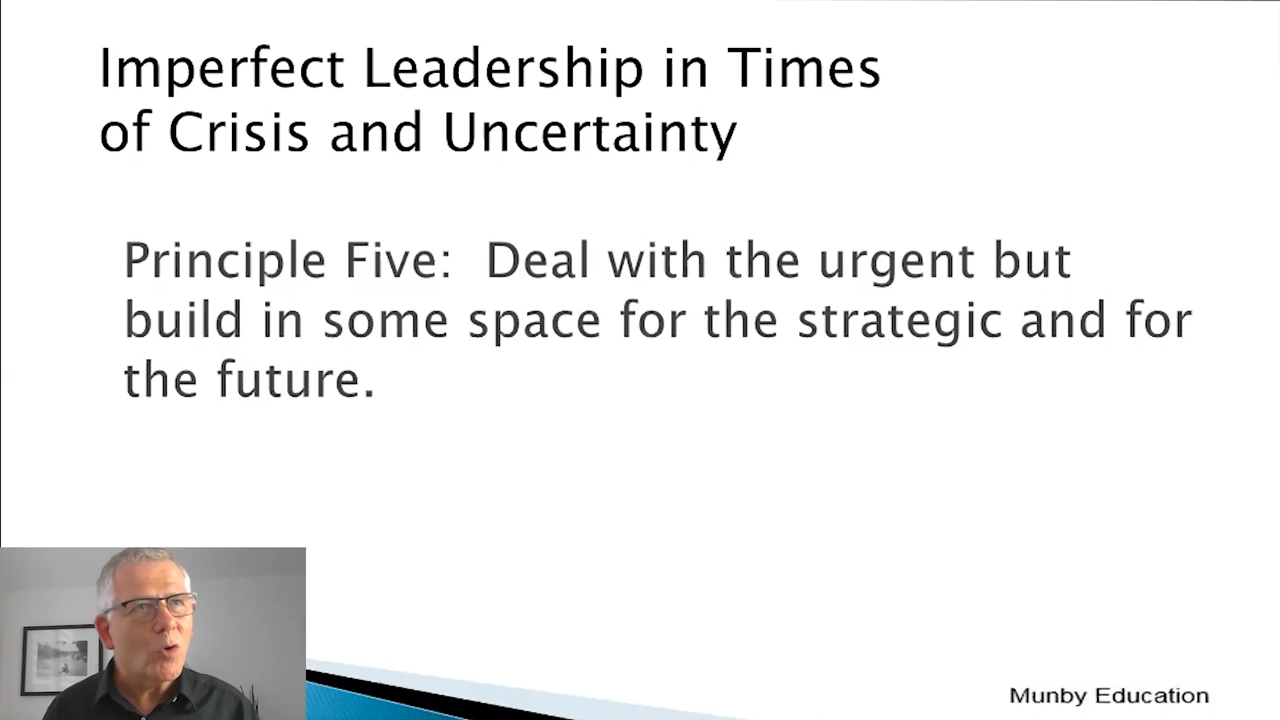 Imperfect Leadership in Times
of Crisis and Uncertainty
Principle Five:  Deal with the urgent but
build in some space for the strategic and for
the future.
Munby Education